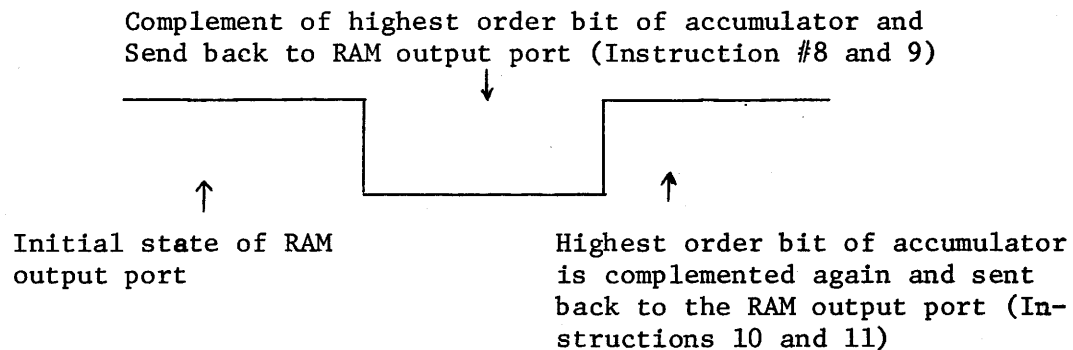 Complement of highest order bit of accumulator and
Send back to RAM output port (Instruction #8 and 9)
Initial state of RAM
output port
Highest order bit of accumulator
is complemented again and sent
back to the RAM output port (In-
structions 10 and 11)